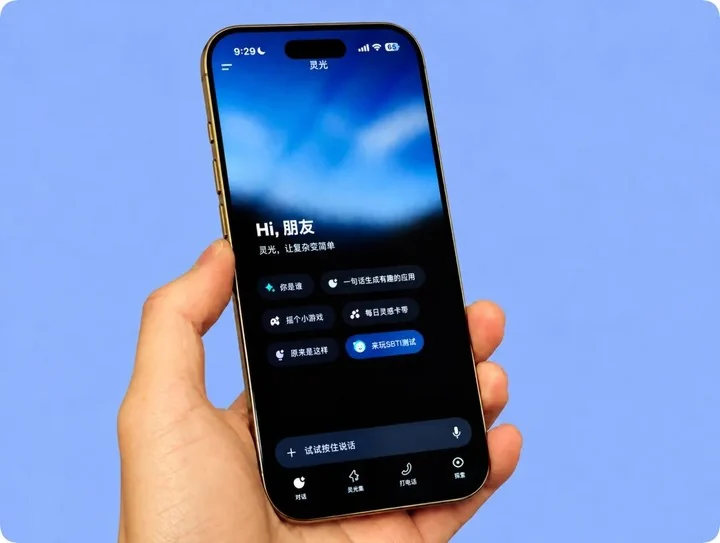 9:29
66
灵光
Hi, 朋友
灵光，让复杂变简单
你是谁
一句话生成有趣的应用
搓个小游戏
每日灵感卡带
原来是这样
来玩SBTI测试
试试按住说话
对话
灵光集
打电话
探索